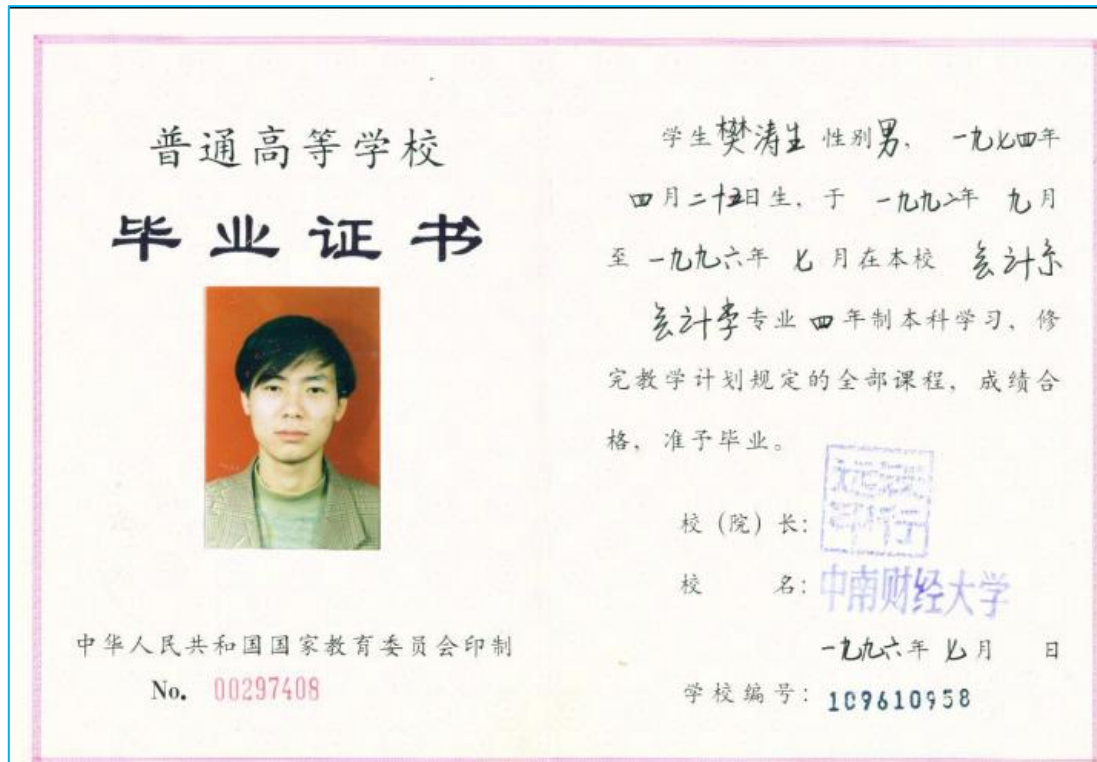 普通高等学校
毕业证书
中华人民共和国国家教育委员会印制
No. 00297408
学生樊涛生 性别男、 一九七四年
四月二十五日生, 于 一九九二年 九月
至 一九九六年 七 月在本校 会计系
会计学专业 四 年制本科学习、修
完教学计划规定的全部课程, 成绩合
格, 准予毕业。
校 (院) 长:
校 名: 中南财经大学
一九九六年 七月 日
学校编号: 109610958